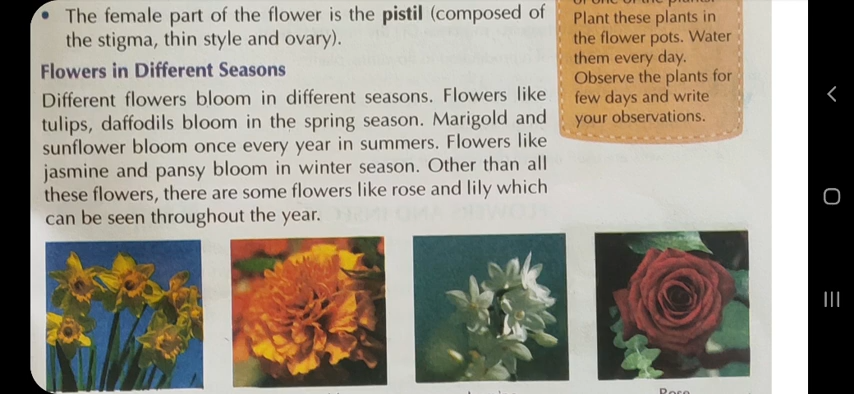 • The female part of the flower is the pistil (composed of
the stigma, thin style and ovary).
Flowers in Different Seasons
Different flowers bloom in different seasons. Flowers like
tulips, daffodils bloom in the spring season. Marigold and
sunflower bloom once every year in summers. Flowers like
jasmine and pansy bloom in winter season. Other than all
these flowers, there are some flowers like rose and lily which
can be seen throughout the year.
Plant these plants in
the flower pots. Water
them every day.
Observe the plants for
few days and write
your observations.
Rose